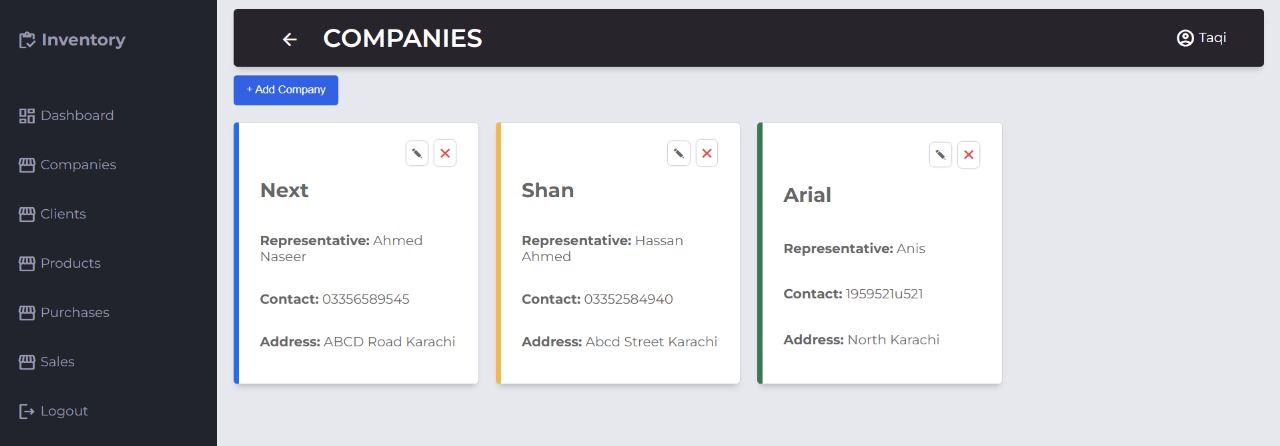 Inventory
Dashboard
Companies
Clients
Products
Purchases
Sales
Logout
COMPANIES
Taqi
+ Add Company
Next
Representative: Ahmed
Naseer
Contact: 03356589545
Address: ABCD Road Karachi
Shan
Representative: Hassan
Ahmed
Contact: 03352584940
Address: Abcd Street Karachi
Arial
Representative: Anis
Contact: 1959521u521
Address: North Karachi